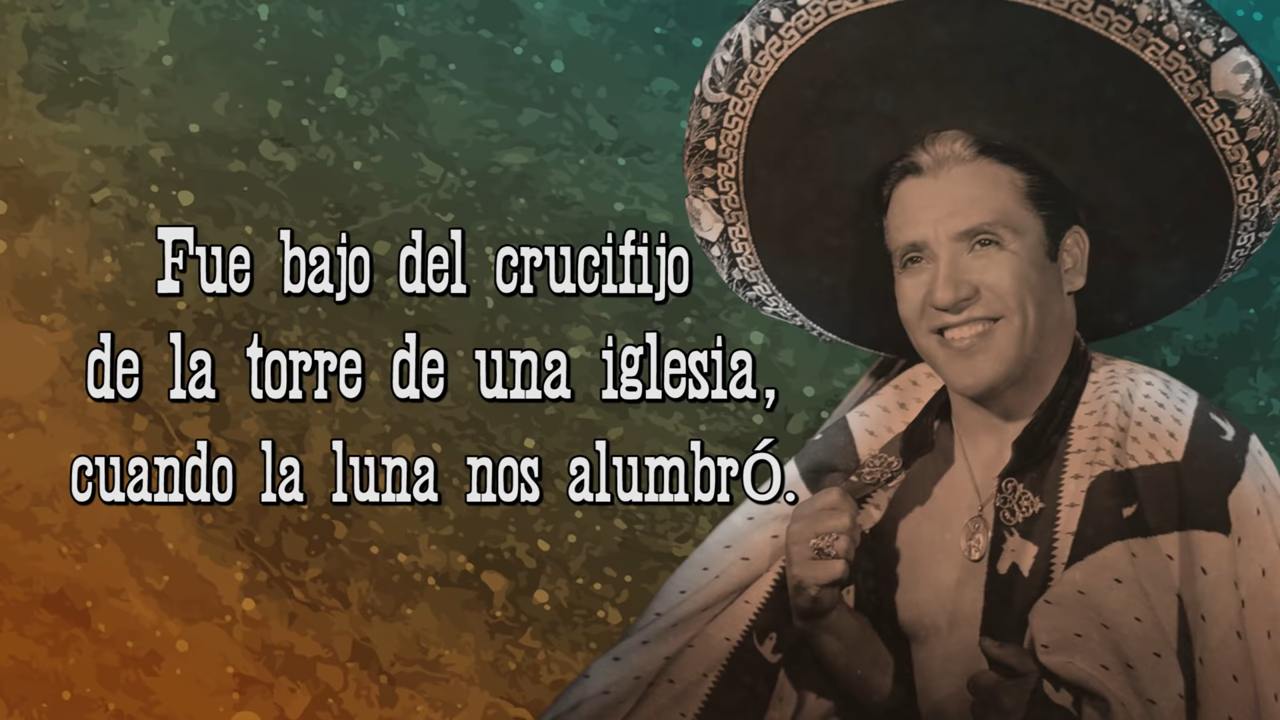 Fue bajo del crucifijo
de la torre de una iglesia,
cuando la luna nos alumbró.